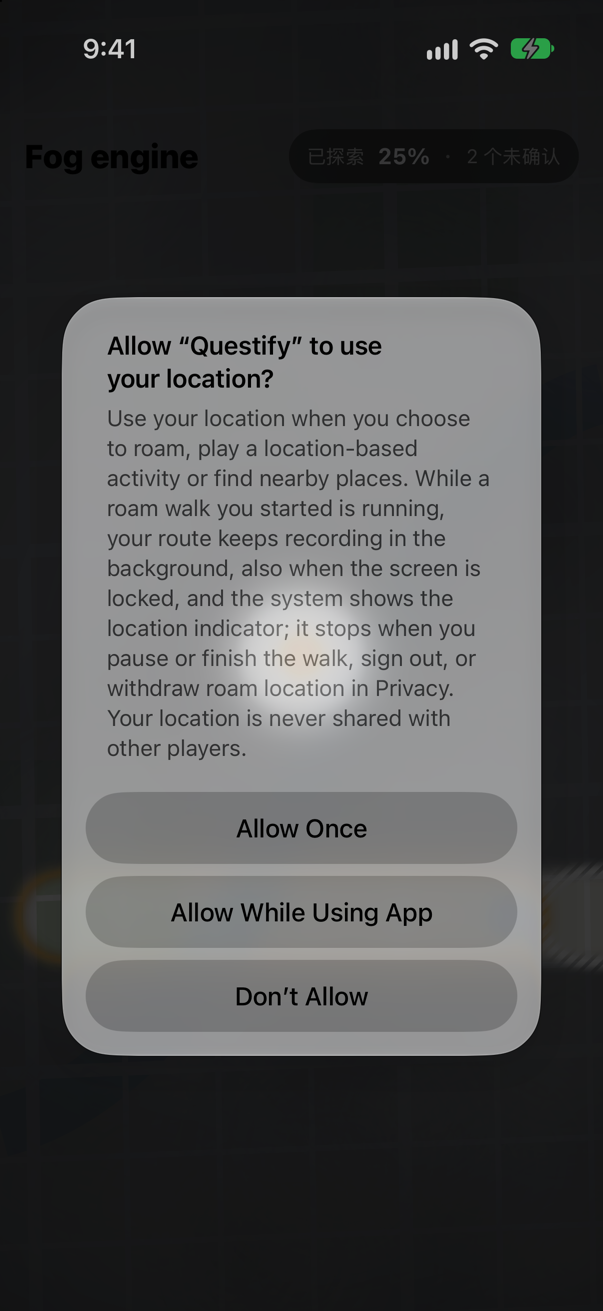 9:41
Fog engine
已探索 25% · 2 个未确认
Allow “Questify” to use
your location?
Use your location when you choose
to roam, play a location-based
activity or find nearby places. While a
roam walk you started is running,
your route keeps recording in the
background, also when the screen is
locked, and the system shows the
location indicator; it stops when you
pause or finish the walk, sign out, or
withdraw roam location in Privacy.
Your location is never shared with
other players.
Allow Once
Allow While Using App
Don’t Allow